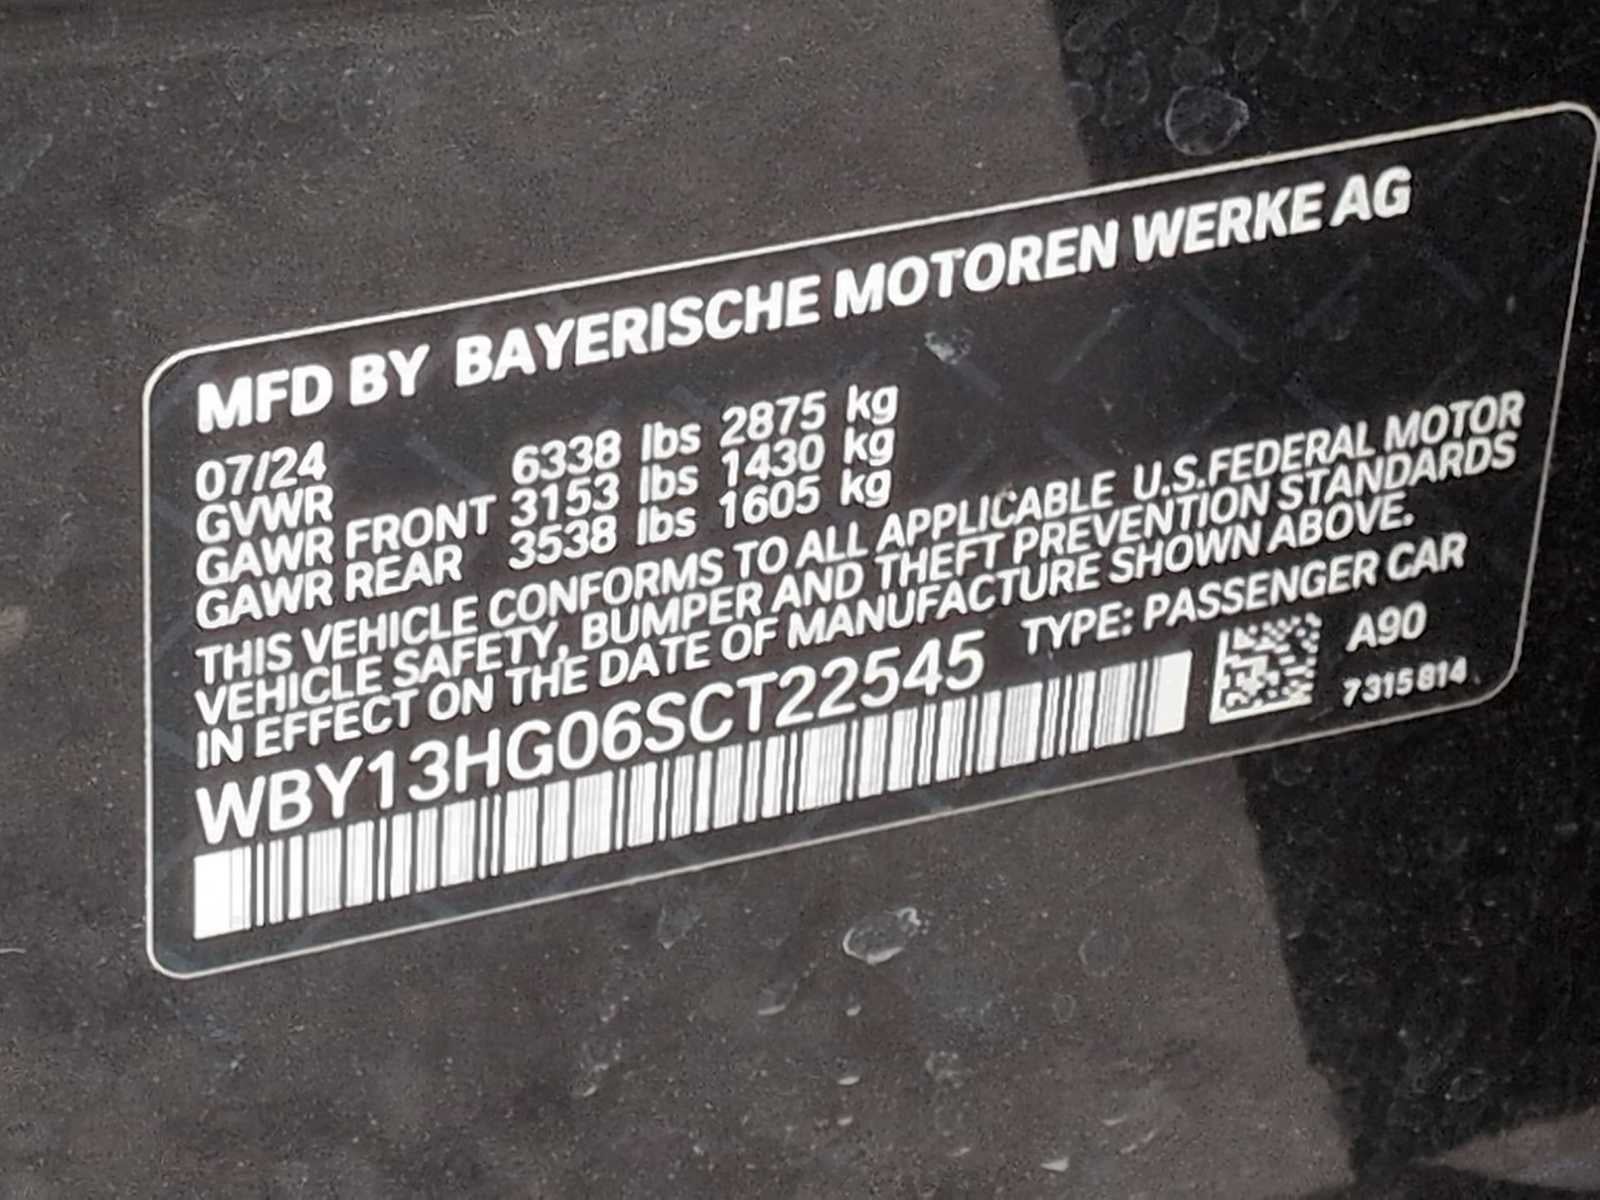 MFD BY BAYERISCHE MOTOREN WERKE AG
07/24
GVWR 6338 lbs 2875 kg
GAWR FRONT 3153 lbs 1430 kg
GAWR REAR 3538 lbs 1605 kg
THIS VEHICLE CONFORMS TO ALL APPLICABLE U.S.FEDERAL MOTOR
VEHICLE SAFETY, BUMPER AND THEFT PREVENTION STANDARDS
IN EFFECT ON THE DATE OF MANUFACTURE SHOWN ABOVE.
WBY13HG06SCT22545 TYPE: PASSENGER CAR
A90
7315814